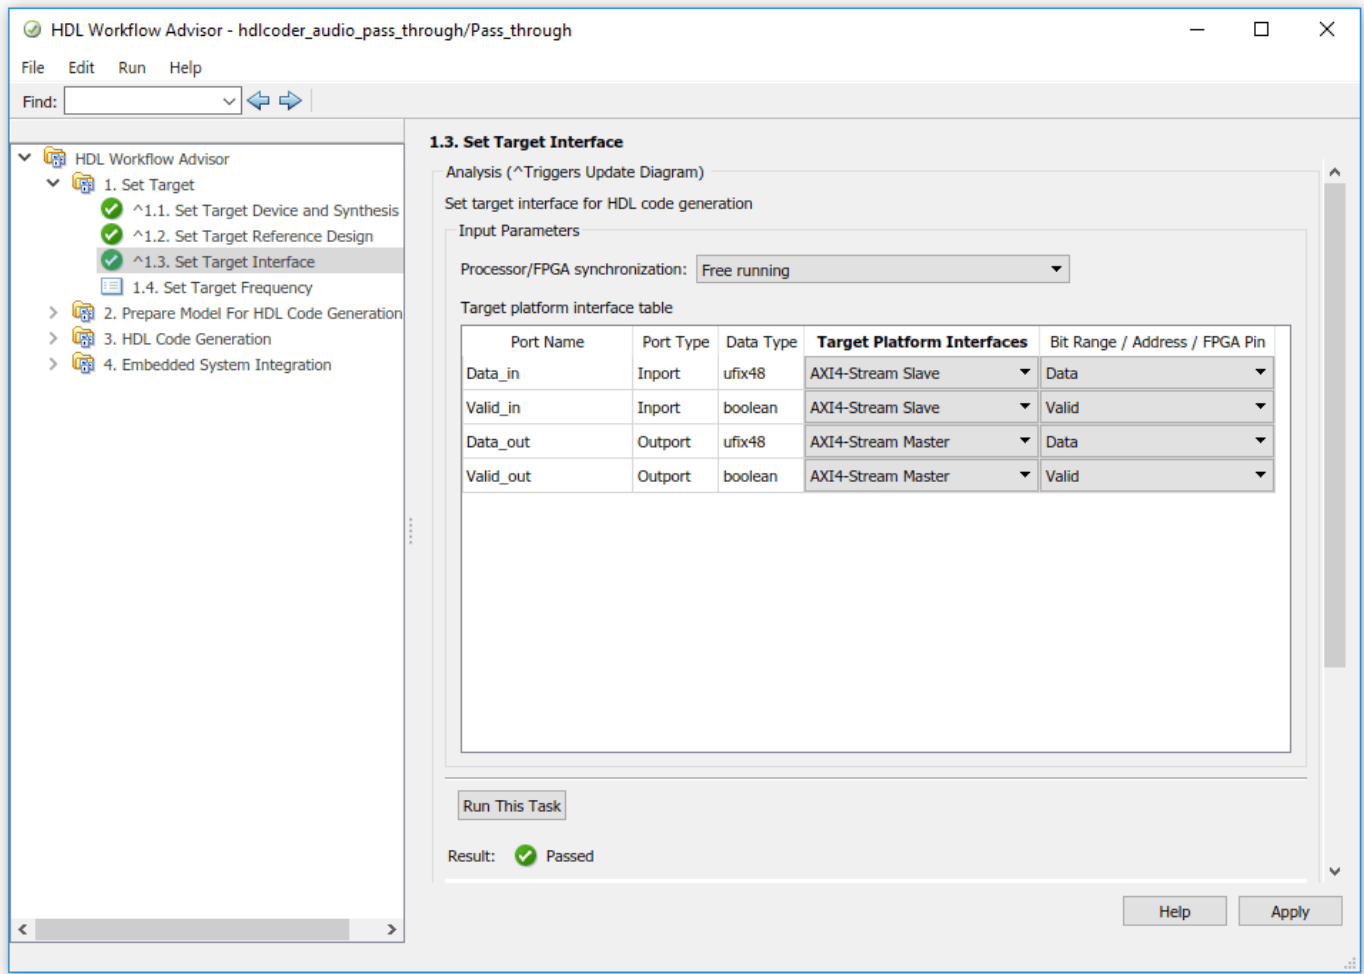 HDL Workflow Advisor - hdlcoder_audio_pass_through/Pass_through
File Edit Run Help
Find:
HDL Workflow Advisor
1. Set Target
^1.1. Set Target Device and Synthesis
^1.2. Set Target Reference Design
^1.3. Set Target Interface
1.4. Set Target Frequency
2. Prepare Model For HDL Code Generation
3. HDL Code Generation
4. Embedded System Integration
1.3. Set Target Interface
Analysis (^Triggers Update Diagram)
Set target interface for HDL code generation
Input Parameters
Processor/FPGA synchronization: Free running
Target platform interface table
Port Name Port Type Data Type Target Platform Interfaces Bit Range / Address / FPGA Pin
Data_in Inport ufix48 AXI4-Stream Slave Data
Valid_in Inport boolean AXI4-Stream Slave Valid
Data_out Outport ufix48 AXI4-Stream Master Data
Valid_out Outport boolean AXI4-Stream Master Valid
Run This Task
Result: Passed
Help Apply